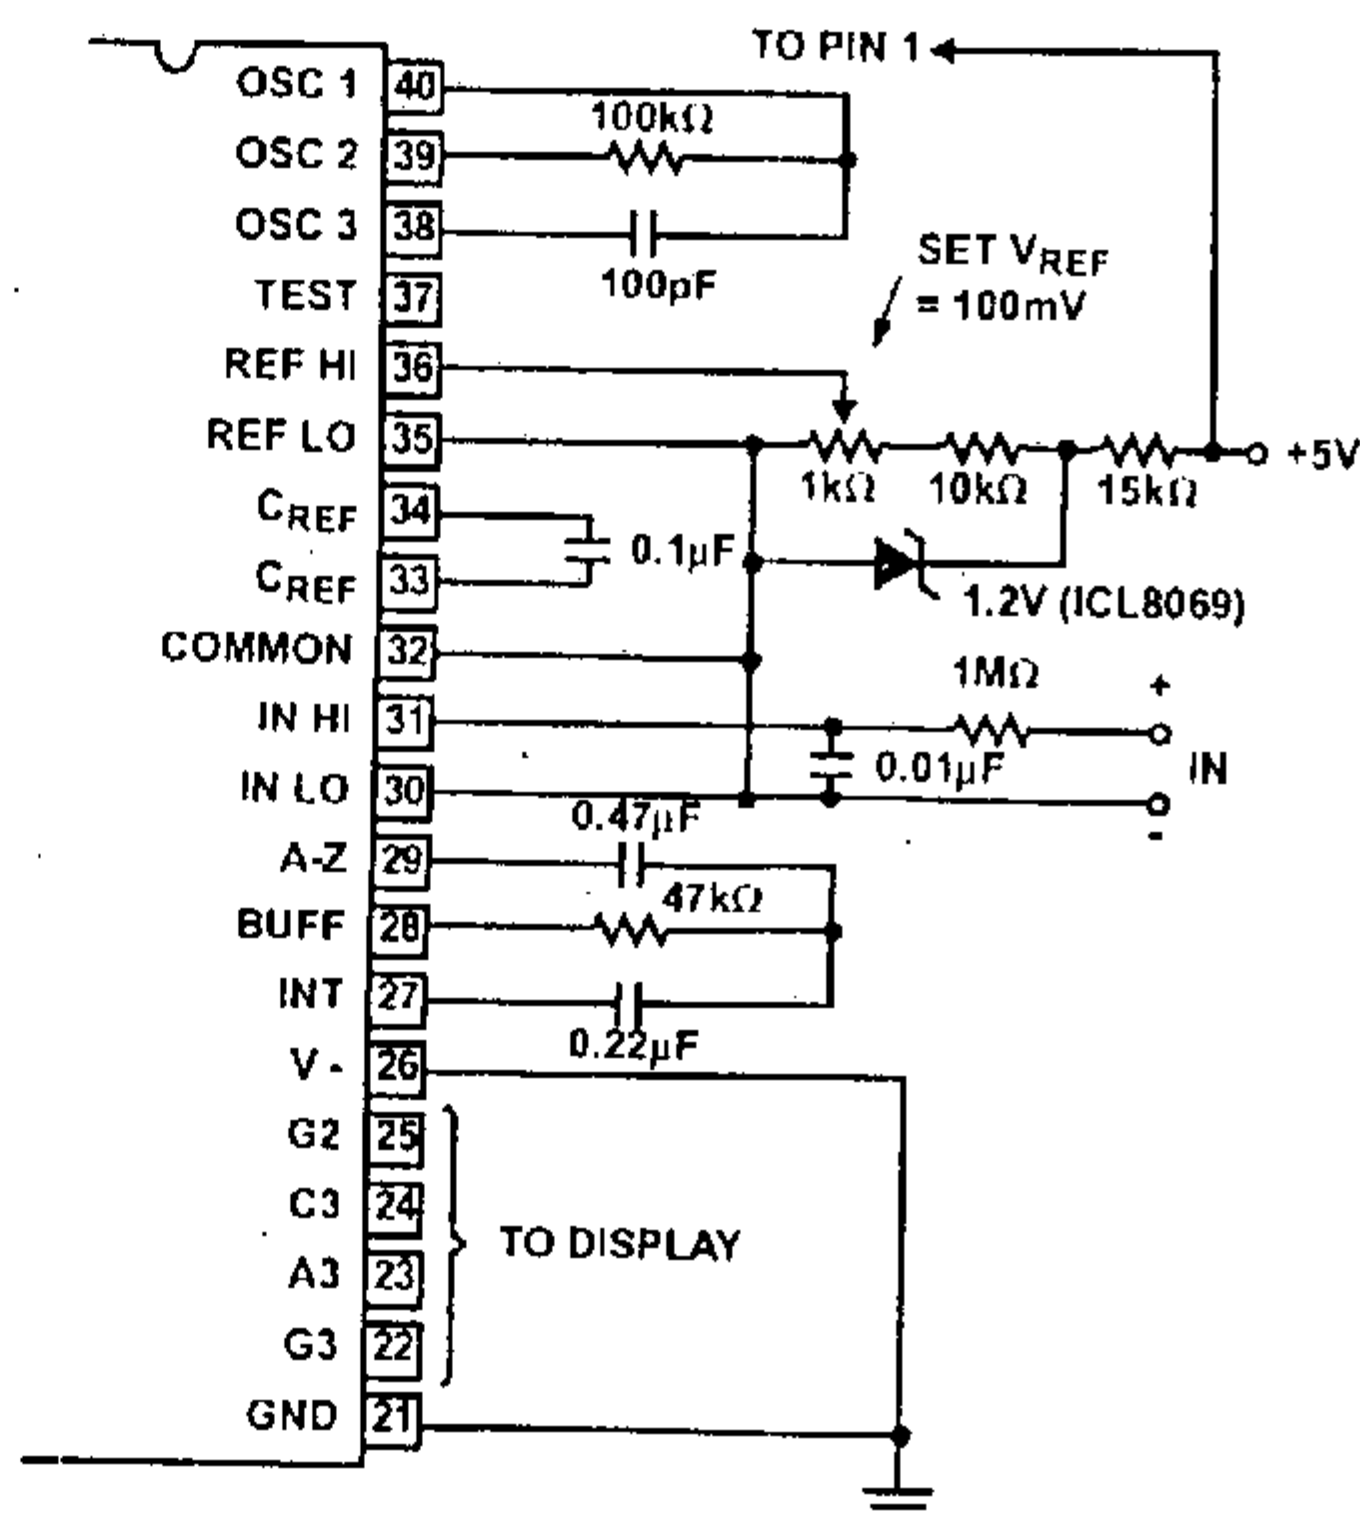 TO PIN 1
OSC 1 40
100kΩ
OSC 2 39
OSC 3 38
100pF
SET VREF
= 100mV
TEST 37
REF HI 36
REF LO 35
1kΩ 10kΩ 15kΩ +5V
CREF 34
0.1µF
CREF 33
1.2V (ICL8069)
COMMON 32
1MΩ
+
IN HI 31
0.01µF IN
IN LO 30
-
0.47µF
A-Z 29
47kΩ
BUFF 28
INT 27
0.22µF
V - 26
G2 25
C3 24
TO DISPLAY
A3 23
G3 22
GND 21